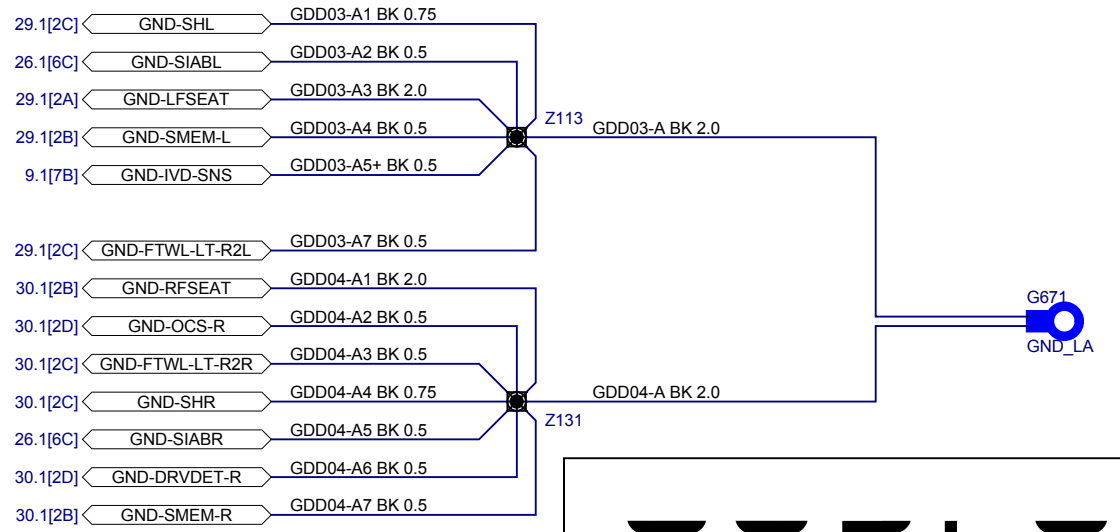 29.1[2C] GND-SHL GDD03-A1 BK 0.75
26.1[6C] GND-SIABL GDD03-A2 BK 0.5
29.1[2A] GND-LFSEAT GDD03-A3 BK 2.0
Z113
29.1[2B] GND-SMEM-L GDD03-A4 BK 0.5 GDD03-A BK 2.0
9.1[7B] GND-IVD-SNS GDD03-A5+ BK 0.5
29.1[2C] GND-FTWL-LT-R2L GDD03-A7 BK 0.5
30.1[2B] GND-RFSEAT GDD04-A1 BK 2.0
G671
30.1[2D] GND-OCS-R GDD04-A2 BK 0.5
GND_LA
30.1[2C] GND-FTWL-LT-R2R GDD04-A3 BK 0.5
30.1[2C] GND-SHR GDD04-A4 BK 0.75 GDD04-A BK 2.0
Z131
26.1[6C] GND-SIABR GDD04-A5 BK 0.5
30.1[2D] GND-DRVDET-R GDD04-A6 BK 0.5
30.1[2B] GND-SMEM-R GDD04-A7 BK 0.5